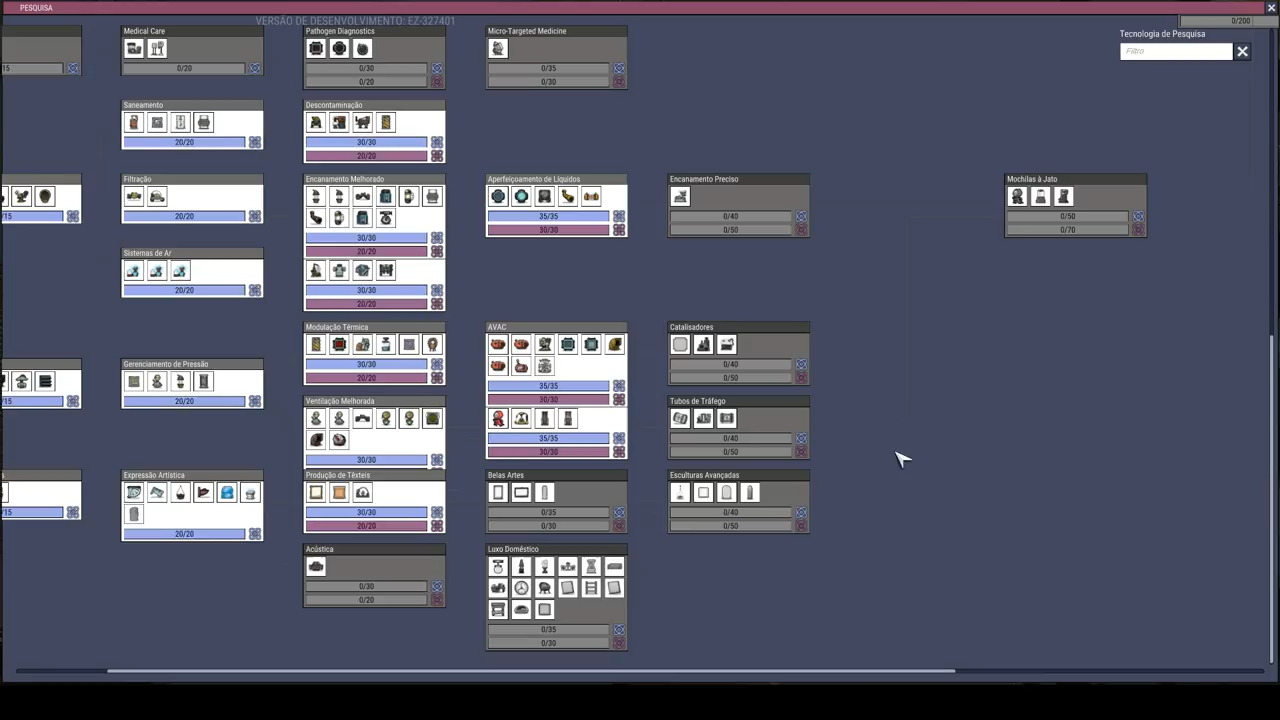 PESQUISA
VERSÃO DE DESENVOLVIMENTO: EZ-327401
0/200
Tecnologia de Pesquisa
Filtro
Medical Care
Pathogen Diagnostics
Micro-Targeted Medicine
/15
0/20
0/30
0/35
0/20
0/30
Saneamento
Descontaminação
20/20
30/30
20/20
Filtração
Encanamento Melhorado
Aperfeiçoamento de Líquidos
Encanamento Preciso
Mochilas à Jato
/15
20/20
35/35
0/40
0/50
30/30
0/50
0/70
30/30
20/20
Sistemas de Ar
20/20
30/30
20/20
Modulação Térmica
AVAC
Catalisadores
30/30
0/40
20/20
0/50
Gerenciamento de Pressão
35/35
30/30
/15
20/20
Ventilação Melhorada
Tubos de Tráfego
35/35
0/40
30/30
0/50
30/30
s
Expressão Artística
Produção de Têxteis
Belas Artes
Esculturas Avançadas
/15
30/30
0/35
0/40
20/20
0/30
0/50
20/20
Acústica
Luxo Doméstico
0/30
0/20
0/35
0/30